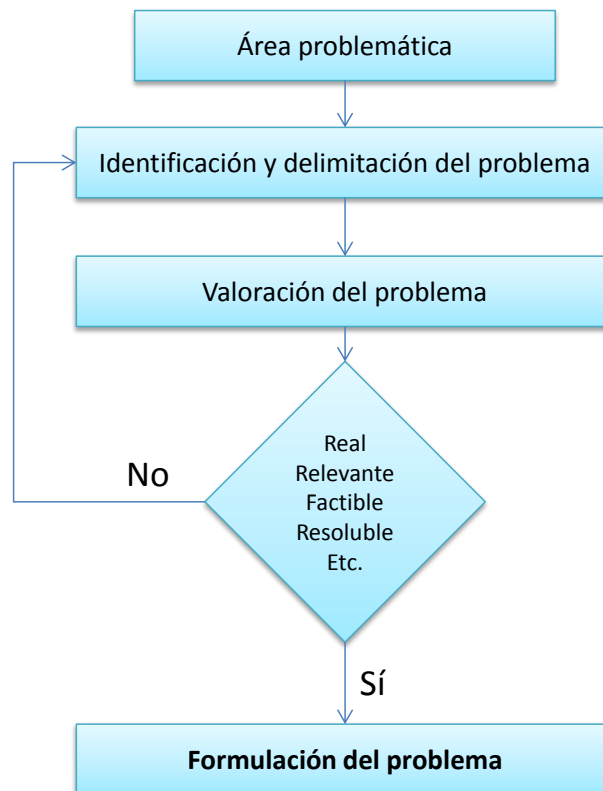 Área problemática
Identificación y delimitación del problema
Valoración del problema
Real
Relevante
Factible
Resoluble
Etc.
No
Sí
Formulación del problema